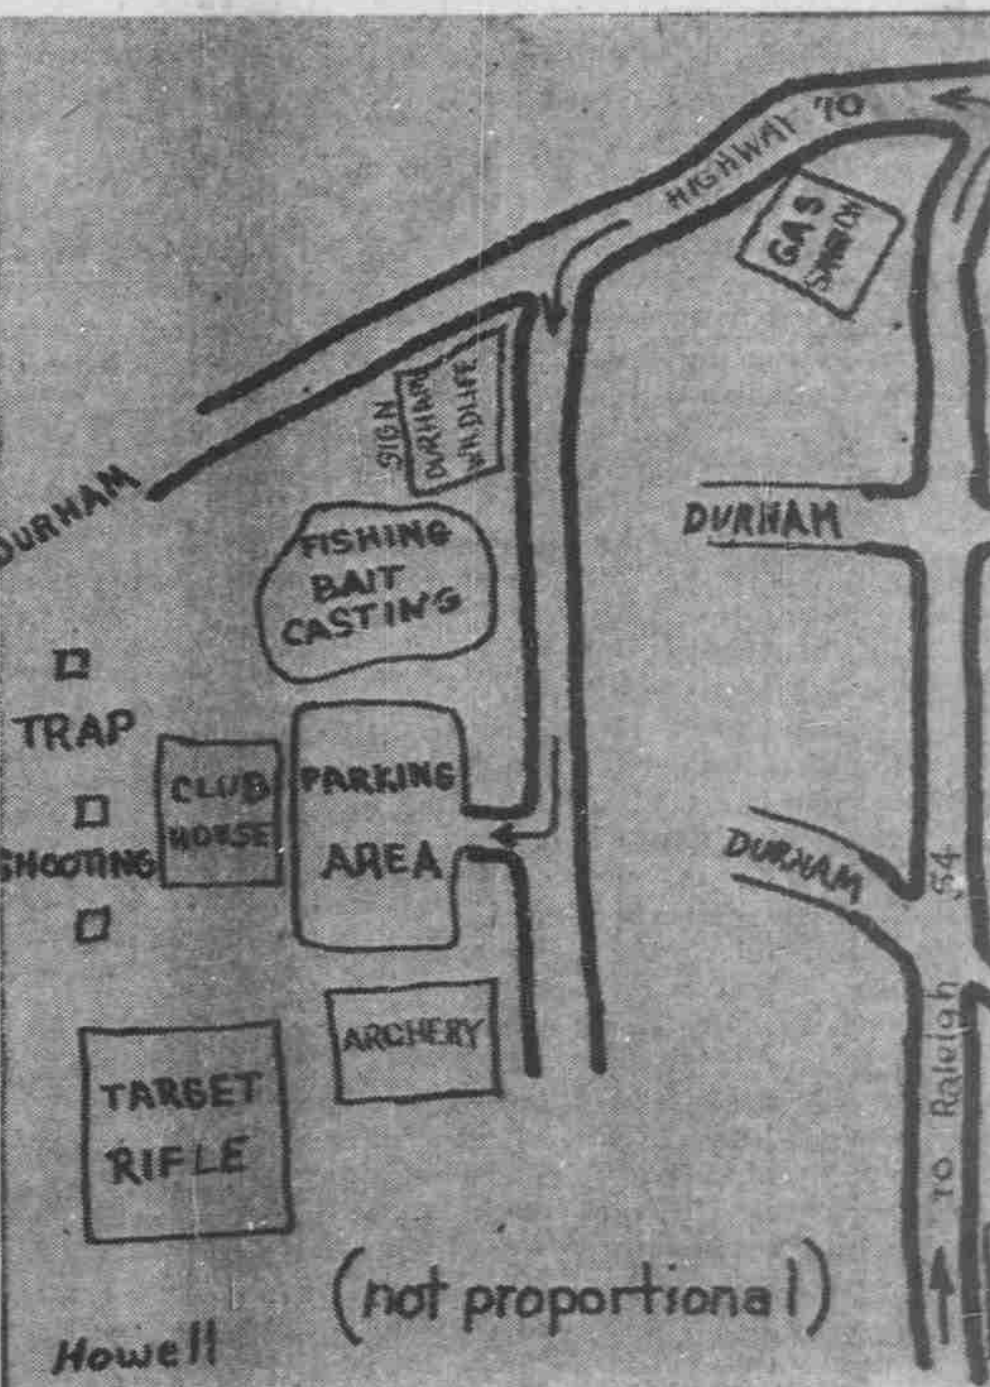 HIGHWAY 70
GAS
SIGN
DURHAM
WILDLIFE
DURHAM
FISHING
BAIT
CASTING
DURHAM
TRAP
SHOOTING
CLUB
HOUSE
PARKING
AREA
DURHAM
54
TO Raleigh
ARCHERY
TARGET
RIFLE
(not proportional)
Howell